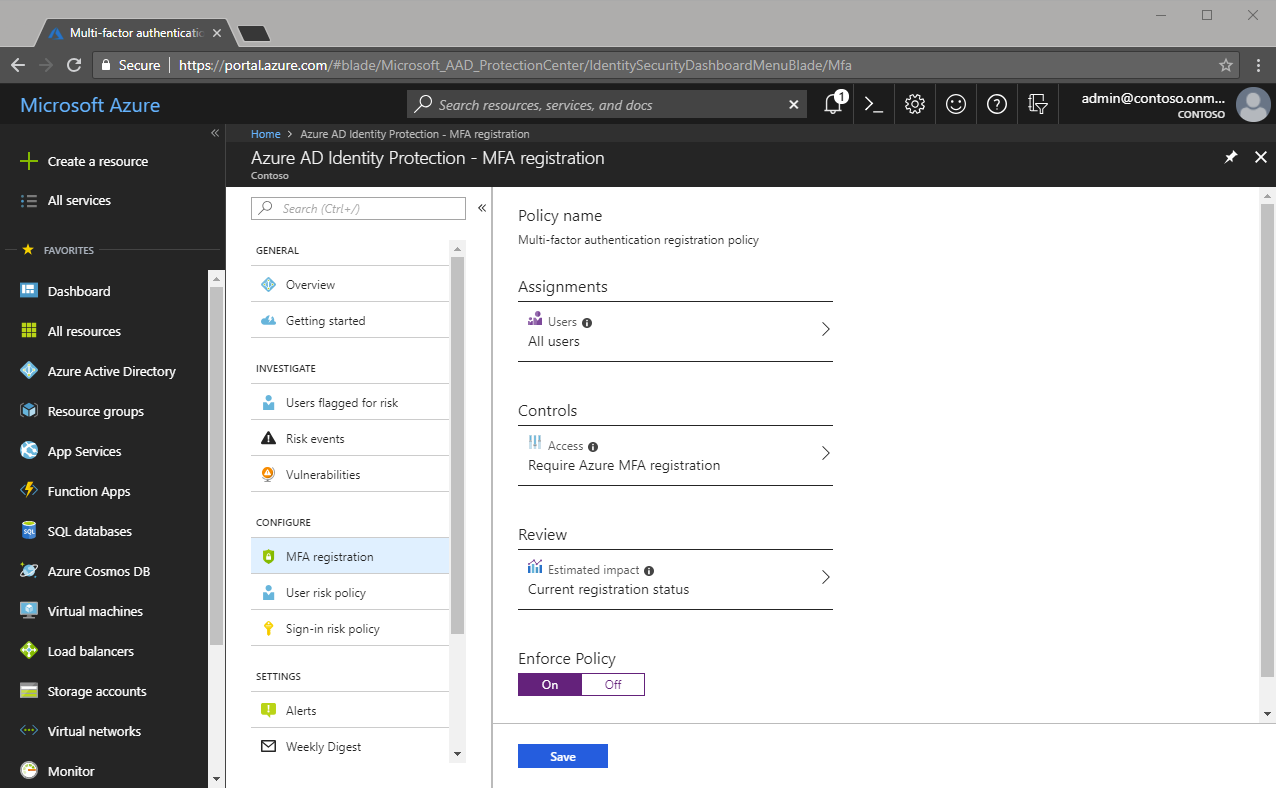 Multi-factor authenticatic
Secure
https://portal.azure.com/#blade/Microsoft_AAD_ProtectionCenter/IdentitySecurityDashboardMenuBlade/Mfa
Microsoft Azure
Search resources, services, and docs
1
admin@contoso.onm...
CONTOSO
Home > Azure AD Identity Protection - MFA registration
Azure AD Identity Protection - MFA registration
Contoso
Create a resource
All services
FAVORITES
Dashboard
All resources
Azure Active Directory
Resource groups
App Services
Function Apps
SQL databases
Azure Cosmos DB
Virtual machines
Load balancers
Storage accounts
Virtual networks
Monitor
Search (Ctrl+/)
GENERAL
Overview
Getting started
INVESTIGATE
Users flagged for risk
Risk events
Vulnerabilities
CONFIGURE
MFA registration
User risk policy
Sign-in risk policy
SETTINGS
Alerts
Weekly Digest
Policy name
Multi-factor authentication registration policy
Assignments
Users
All users
Controls
Access
Require Azure MFA registration
Review
Estimated impact
Current registration status
Enforce Policy
On Off
Save